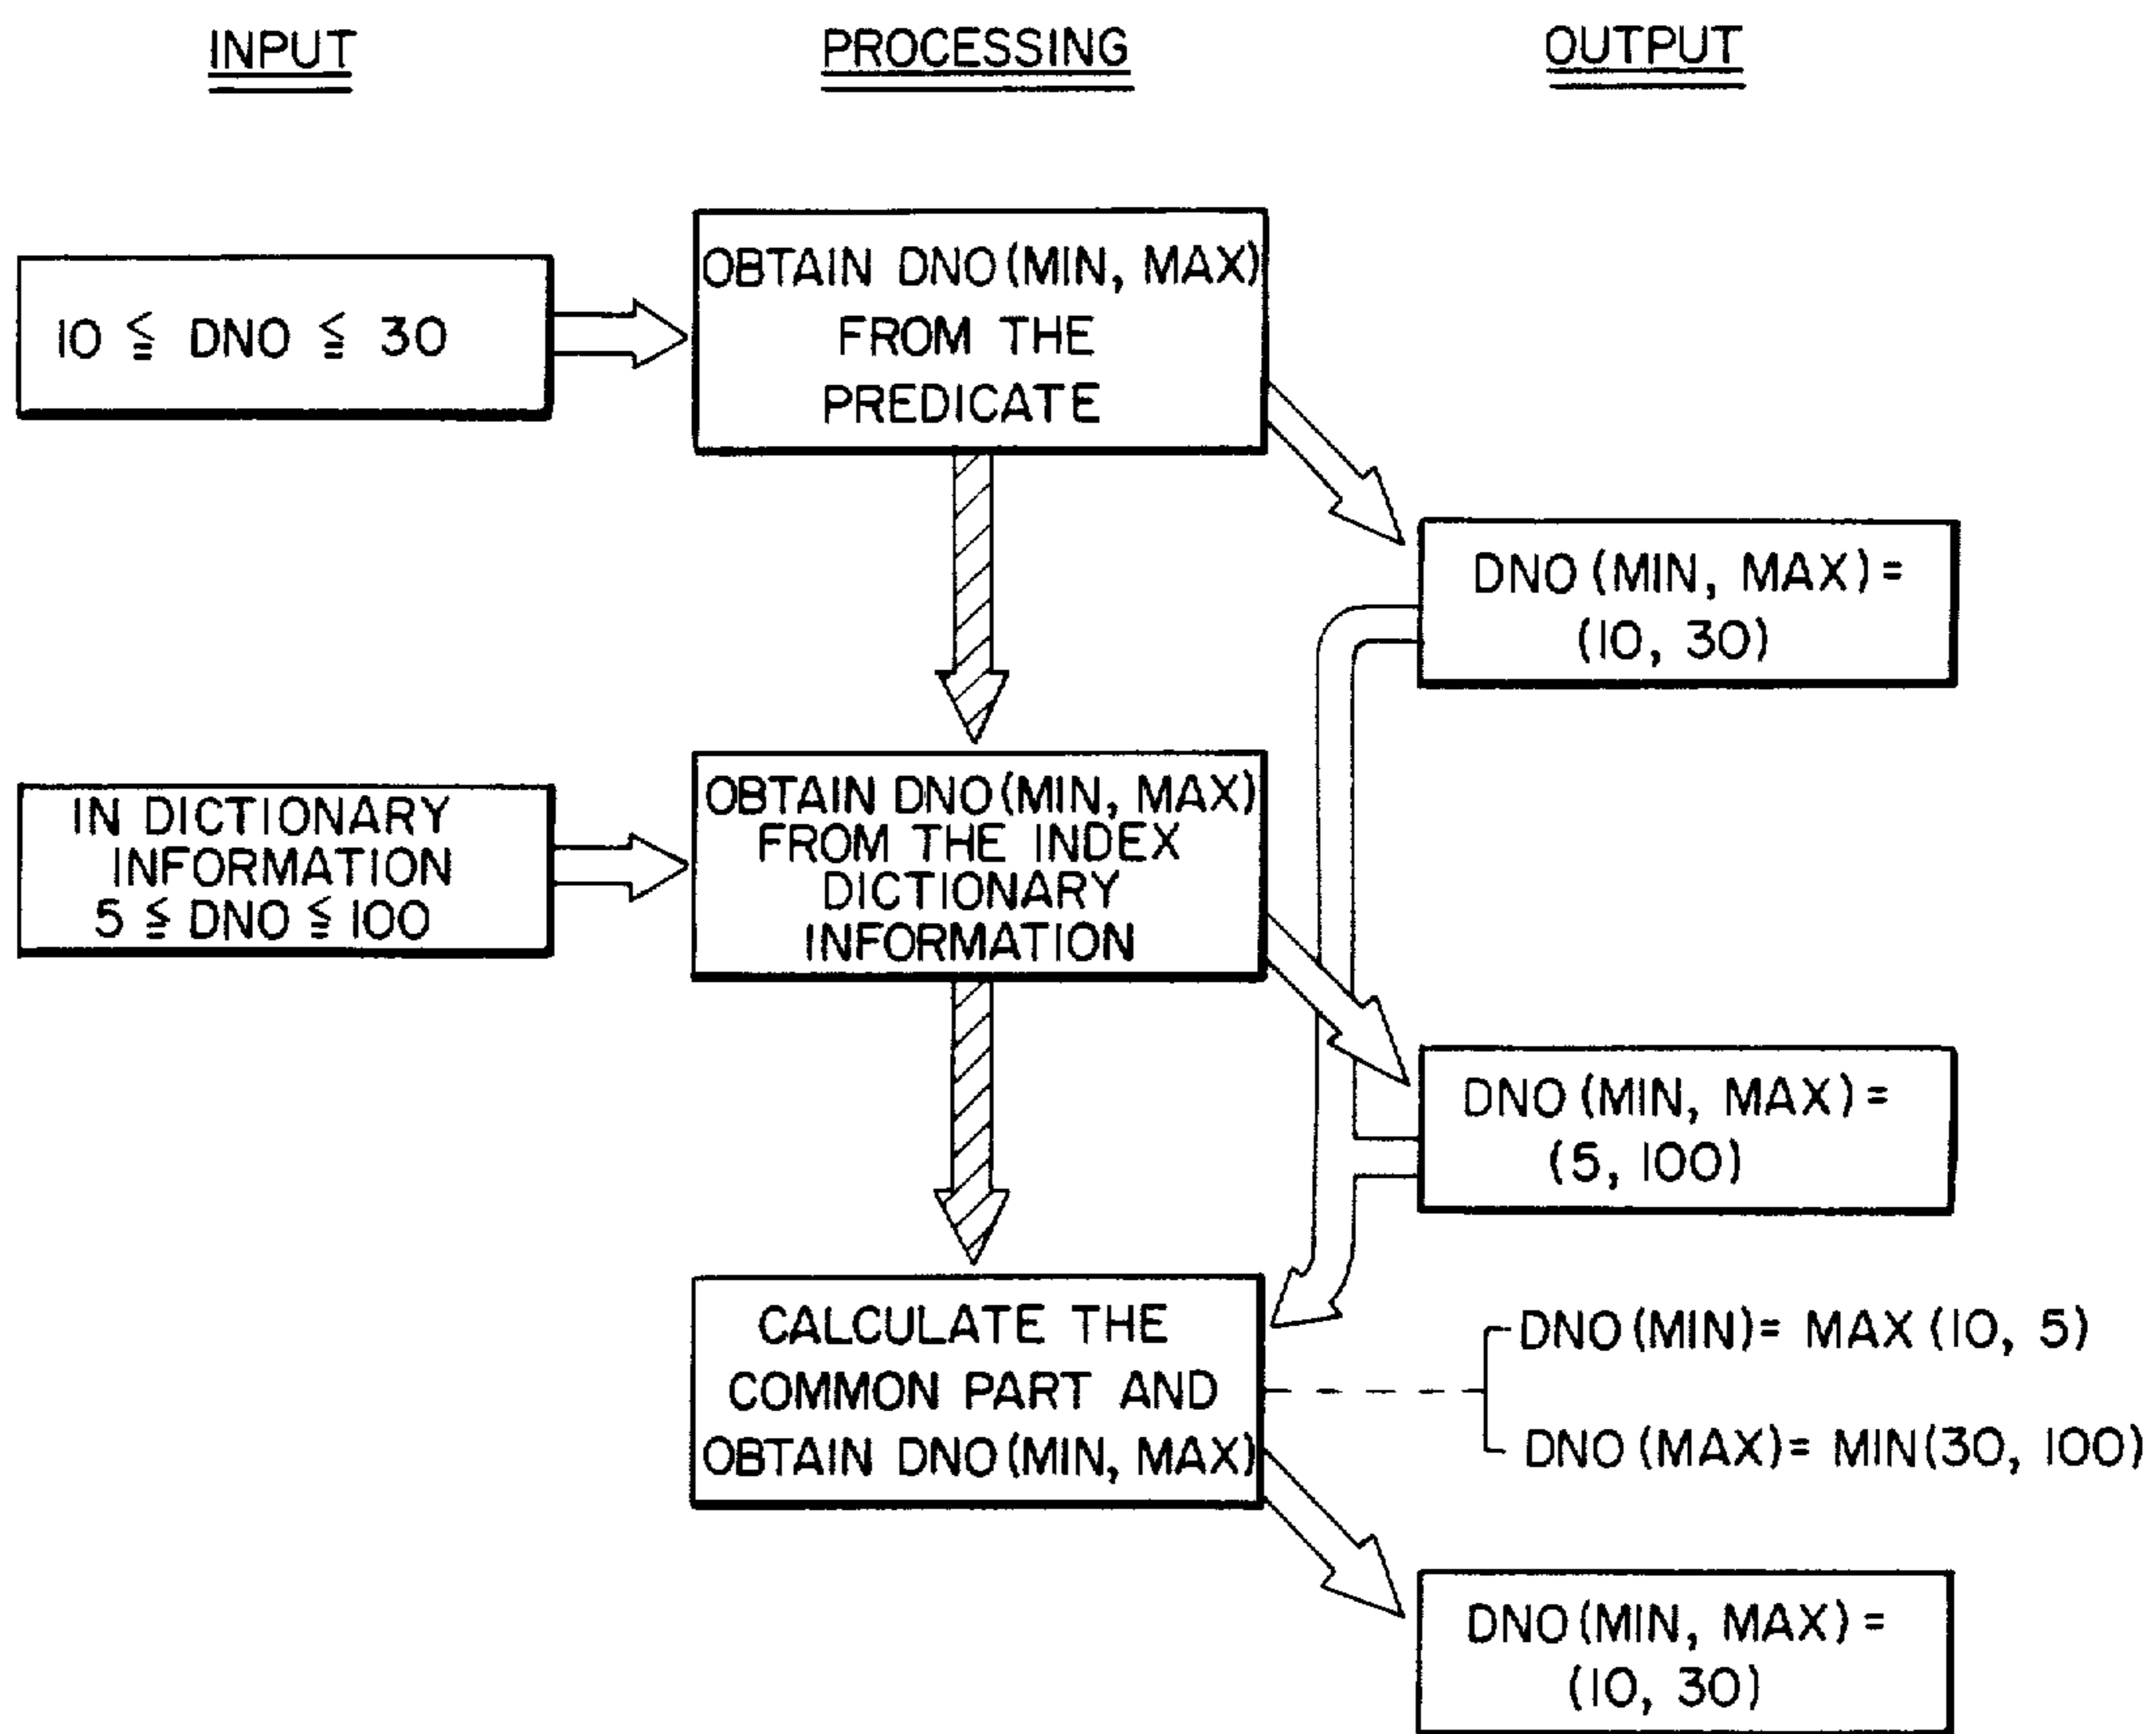 INPUT
PROCESSING
OUTPUT
10 ≦ DNO ≦ 30
OBTAIN DNO(MIN, MAX)
FROM THE
PREDICATE
DNO(MIN, MAX)=
(10, 30)
IN DICTIONARY
INFORMATION
5 ≦ DNO ≦ 100
OBTAIN DNO(MIN, MAX)
FROM THE INDEX
DICTIONARY
INFORMATION
DNO(MIN, MAX)=
(5, 100)
CALCULATE THE
COMMON PART AND
OBTAIN DNO(MIN, MAX)
DNO(MIN)= MAX(10, 5)
DNO(MAX)= MIN(30, 100)
DNO(MIN, MAX)=
(10, 30)